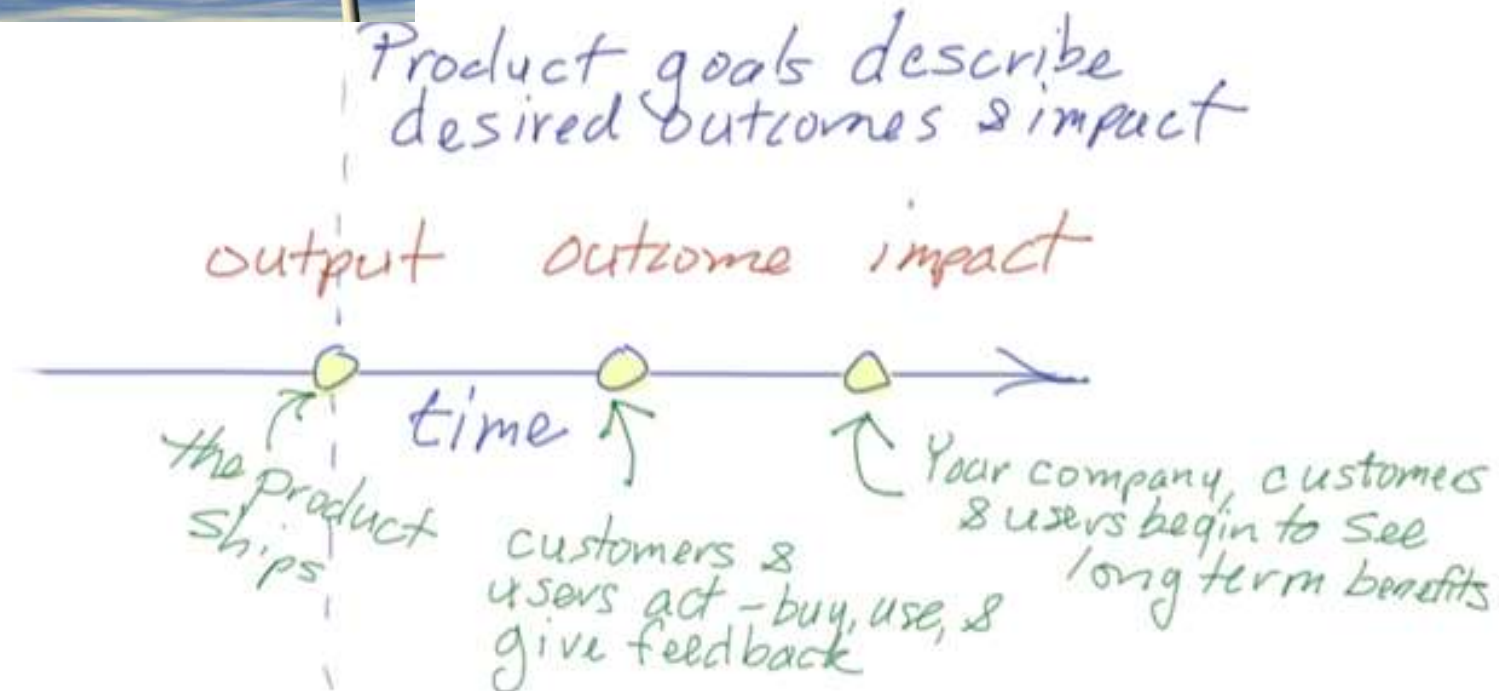 Product goals describe
desired outcomes & impact
output outcome impact
time
the product
ships
customers &
users act - buy, use, &
give feedback
Your company, customers
& users begin to see
long term benefits